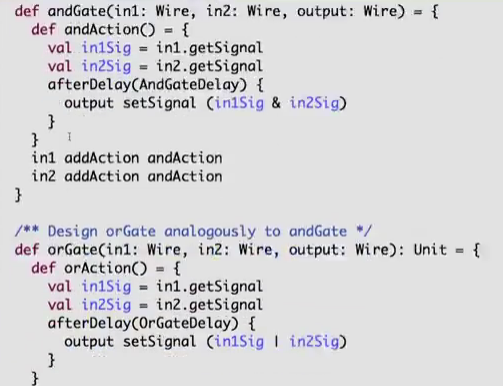 def andGate(in1: Wire, in2: Wire, output: Wire) = {
  def andAction() = {
    val in1Sig = in1.getSignal
    val in2Sig = in2.getSignal
    afterDelay(AndGateDelay) {
      output setSignal (in1Sig & in2Sig)
    }
  }
  in1 addAction andAction
  in2 addAction andAction
}

/** Design orGate analogously to andGate */
def orGate(in1: Wire, in2: Wire, output: Wire): Unit = {
  def orAction() = {
    val in1Sig = in1.getSignal
    val in2Sig = in2.getSignal
    afterDelay(OrGateDelay) {
      output setSignal (in1Sig | in2Sig)
    }
  }